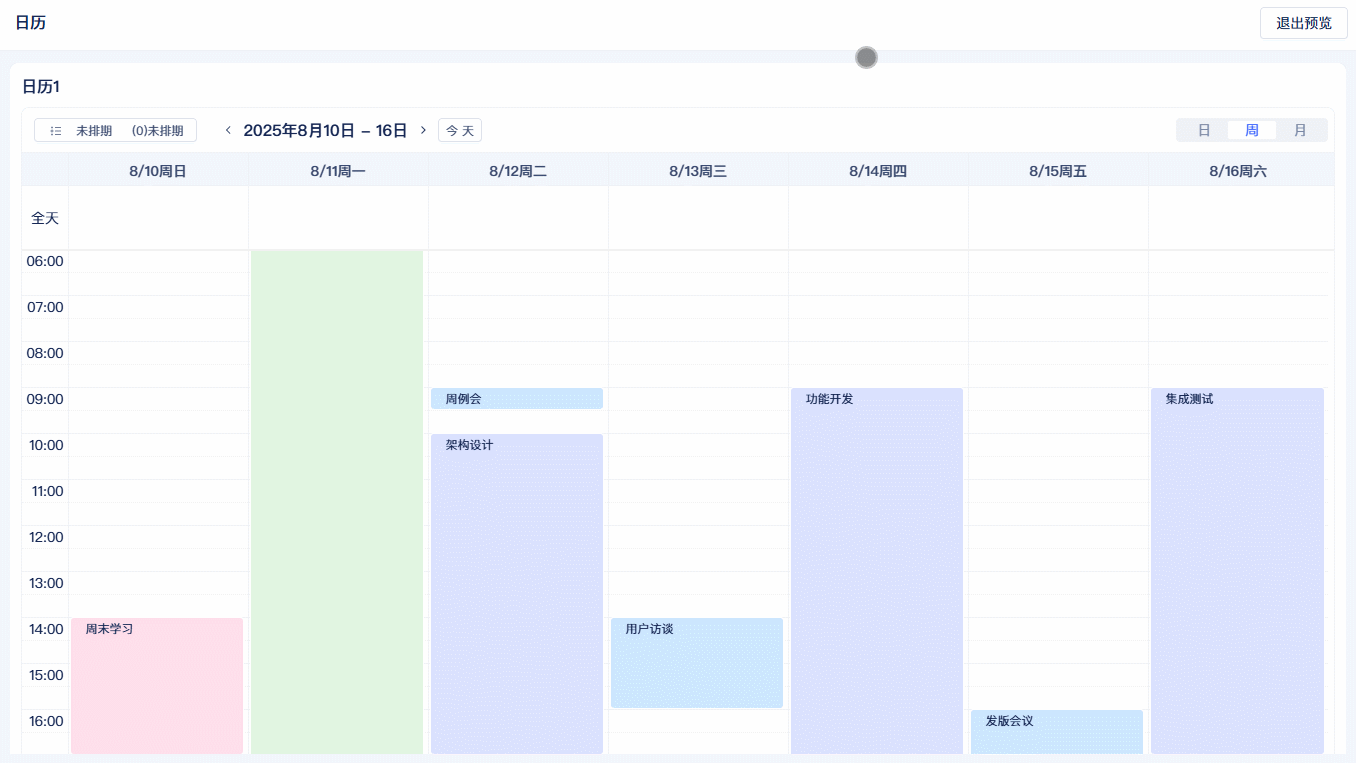 日历
退出预览
日历1
未排期 (0)未排期
2025年8月10日 – 16日
今天
日 周 月
8/10周日 8/11周一 8/12周二 8/13周三 8/14周四 8/15周五 8/16周六
全天
06:00
07:00
08:00
09:00 周例会 功能开发 集成测试
10:00 架构设计
11:00
12:00
13:00
14:00 周末学习 用户访谈
15:00
16:00 发版会议